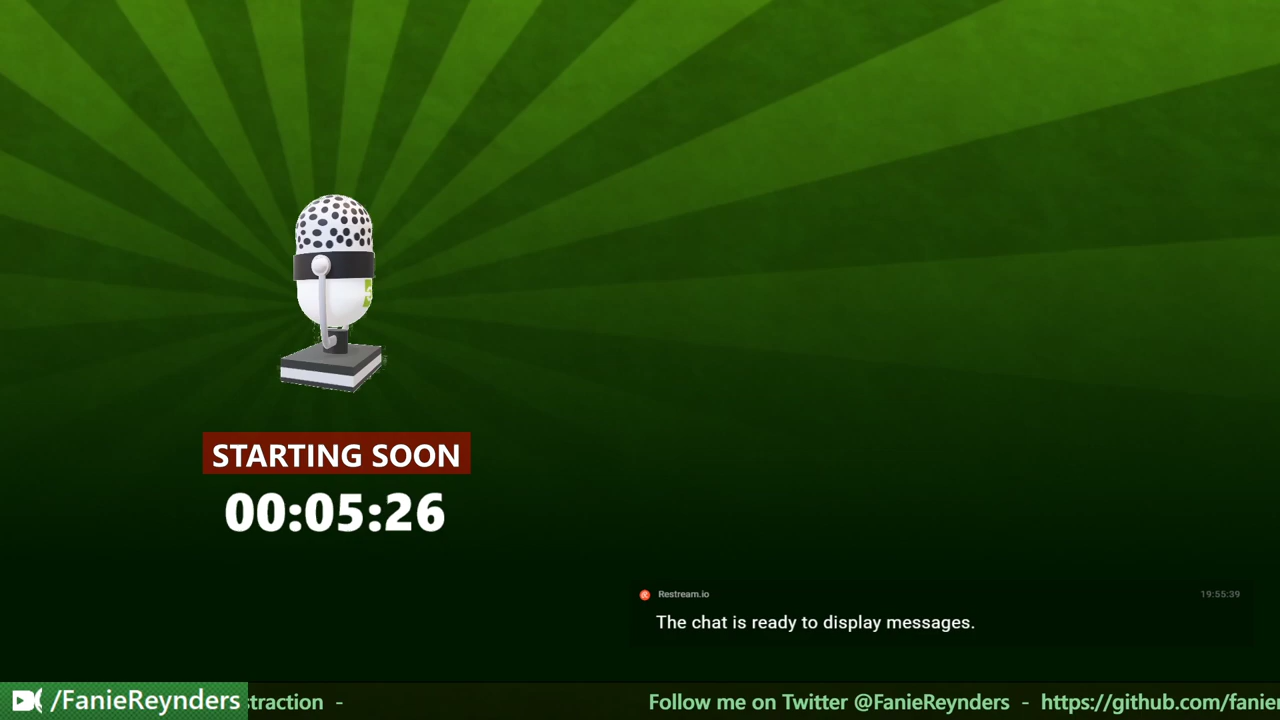 STARTING SOON
00:05:26
Restream.io 19:55:39
The chat is ready to display messages.
/FanieReynders straction - Follow me on Twitter @FanieReynders - https://github.com/fanie